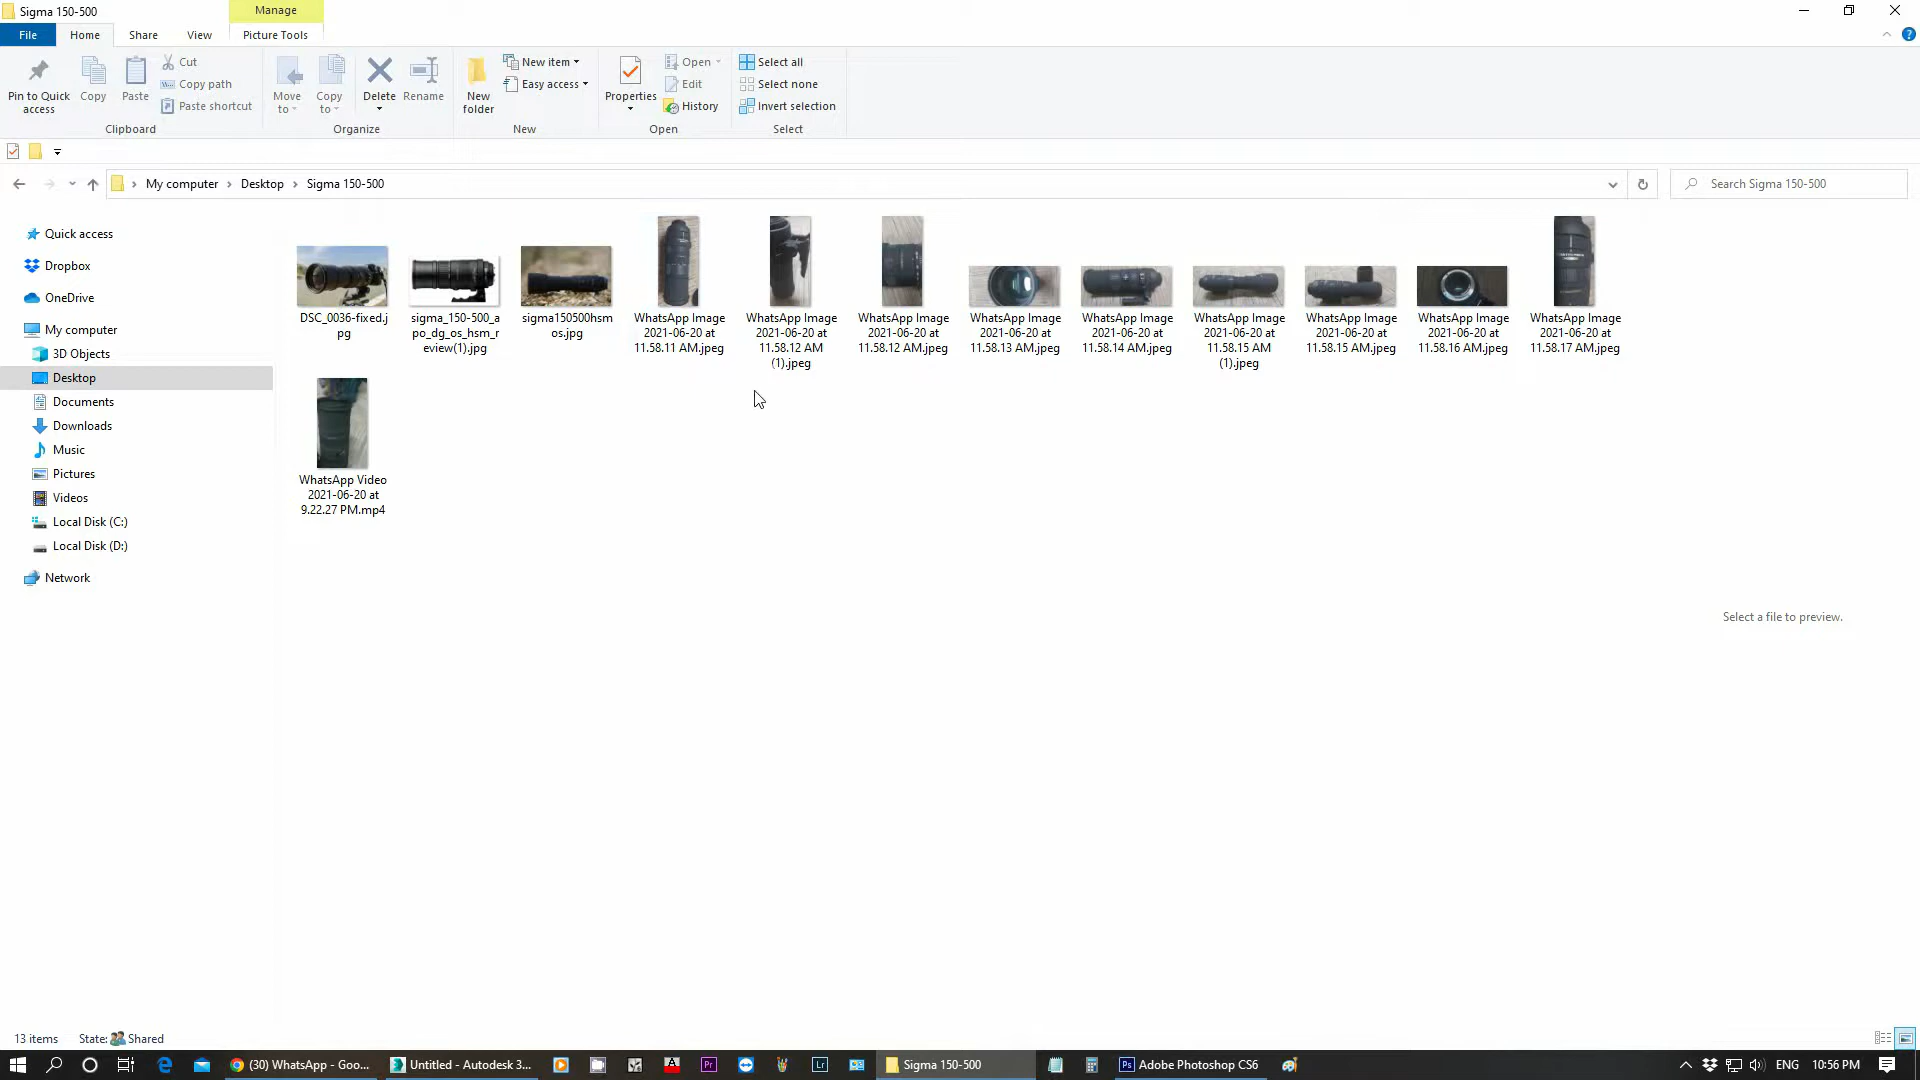 Sigma 150-500
Manage
File
Home
Share
View
Picture Tools
Pin to Quick
access
Copy
Paste
Cut
Copy path
Paste shortcut
Clipboard
Move
to
Copy
to
Delete
Rename
Organize
New
folder
New item
Easy access
New
Properties
Open
Edit
History
Open
Select all
Select none
Invert selection
Select
My computer
Desktop
Sigma 150-500
Search Sigma 150-500
Quick access
Dropbox
OneDrive
My computer
3D Objects
Desktop
Documents
Downloads
Music
Pictures
Videos
Local Disk (C:)
Local Disk (D:)
Network
DSC_0036-fixed.j
pg
sigma_150-500_a
po_dg_os_hsm_r
eview(1).jpg
sigma150500hsm
os.jpg
WhatsApp Image
2021-06-20 at
11.58.11 AM.jpeg
WhatsApp Image
2021-06-20 at
11.58.12 AM
(1).jpeg
WhatsApp Image
2021-06-20 at
11.58.12 AM.jpeg
WhatsApp Image
2021-06-20 at
11.58.13 AM.jpeg
WhatsApp Image
2021-06-20 at
11.58.14 AM.jpeg
WhatsApp Image
2021-06-20 at
11.58.15 AM
(1).jpeg
WhatsApp Image
2021-06-20 at
11.58.15 AM.jpeg
WhatsApp Image
2021-06-20 at
11.58.16 AM.jpeg
WhatsApp Image
2021-06-20 at
11.58.17 AM.jpeg
WhatsApp Video
2021-06-20 at
9.22.27 PM.mp4
Select a file to preview.
13 items
State:
Shared
(30) WhatsApp - Goo...
Untitled - Autodesk 3...
Pr
Lr
Sigma 150-500
Ps
Adobe Photoshop CS6
ENG
10:56 PM